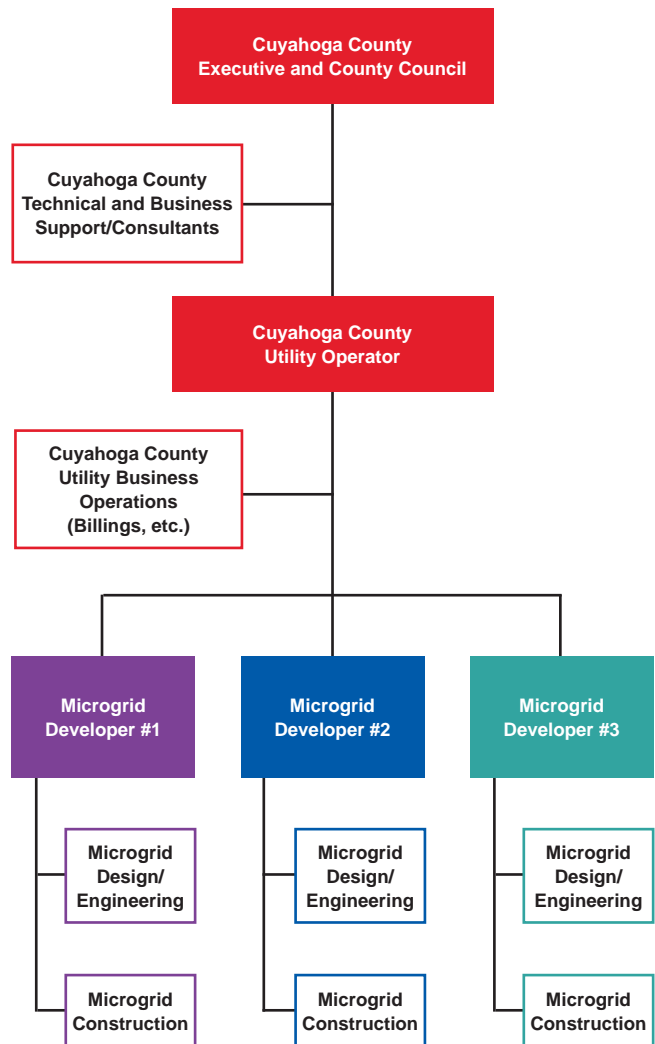 Cuyahoga County
Executive and County Council
Cuyahoga County
Technical and Business
Support/Consultants
Cuyahoga County
Utility Operator
Cuyahoga County
Utility Business
Operations
(Billings, etc.)
Microgrid
Developer #1
Microgrid
Developer #2
Microgrid
Developer #3
Microgrid
Design/
Engineering
Microgrid
Design/
Engineering
Microgrid
Design/
Engineering
Microgrid
Construction
Microgrid
Construction
Microgrid
Construction